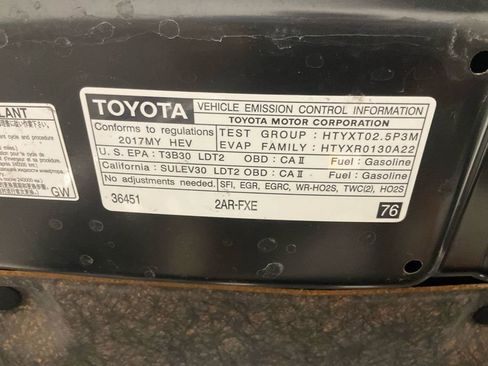 TOYOTA
VEHICLE EMISSION CONTROL INFORMATION
TOYOTA MOTOR CORPORATION
Conforms to regulations
2017MY HEV
TEST GROUP : HTYXT02.5P3M
EVAP FAMILY : HTYXR0130A22
U. S. EPA : T3B30 LDT2 OBD : CA II Fuel : Gasoline
California : SULEV30 LDT2 OBD : CA II Fuel : Gasoline
No adjustments needed.
SFI, EGR, EGRC, WR-HO2S, TWC(2), HO2S
36451
2AR-FXE
76
LANT
GW